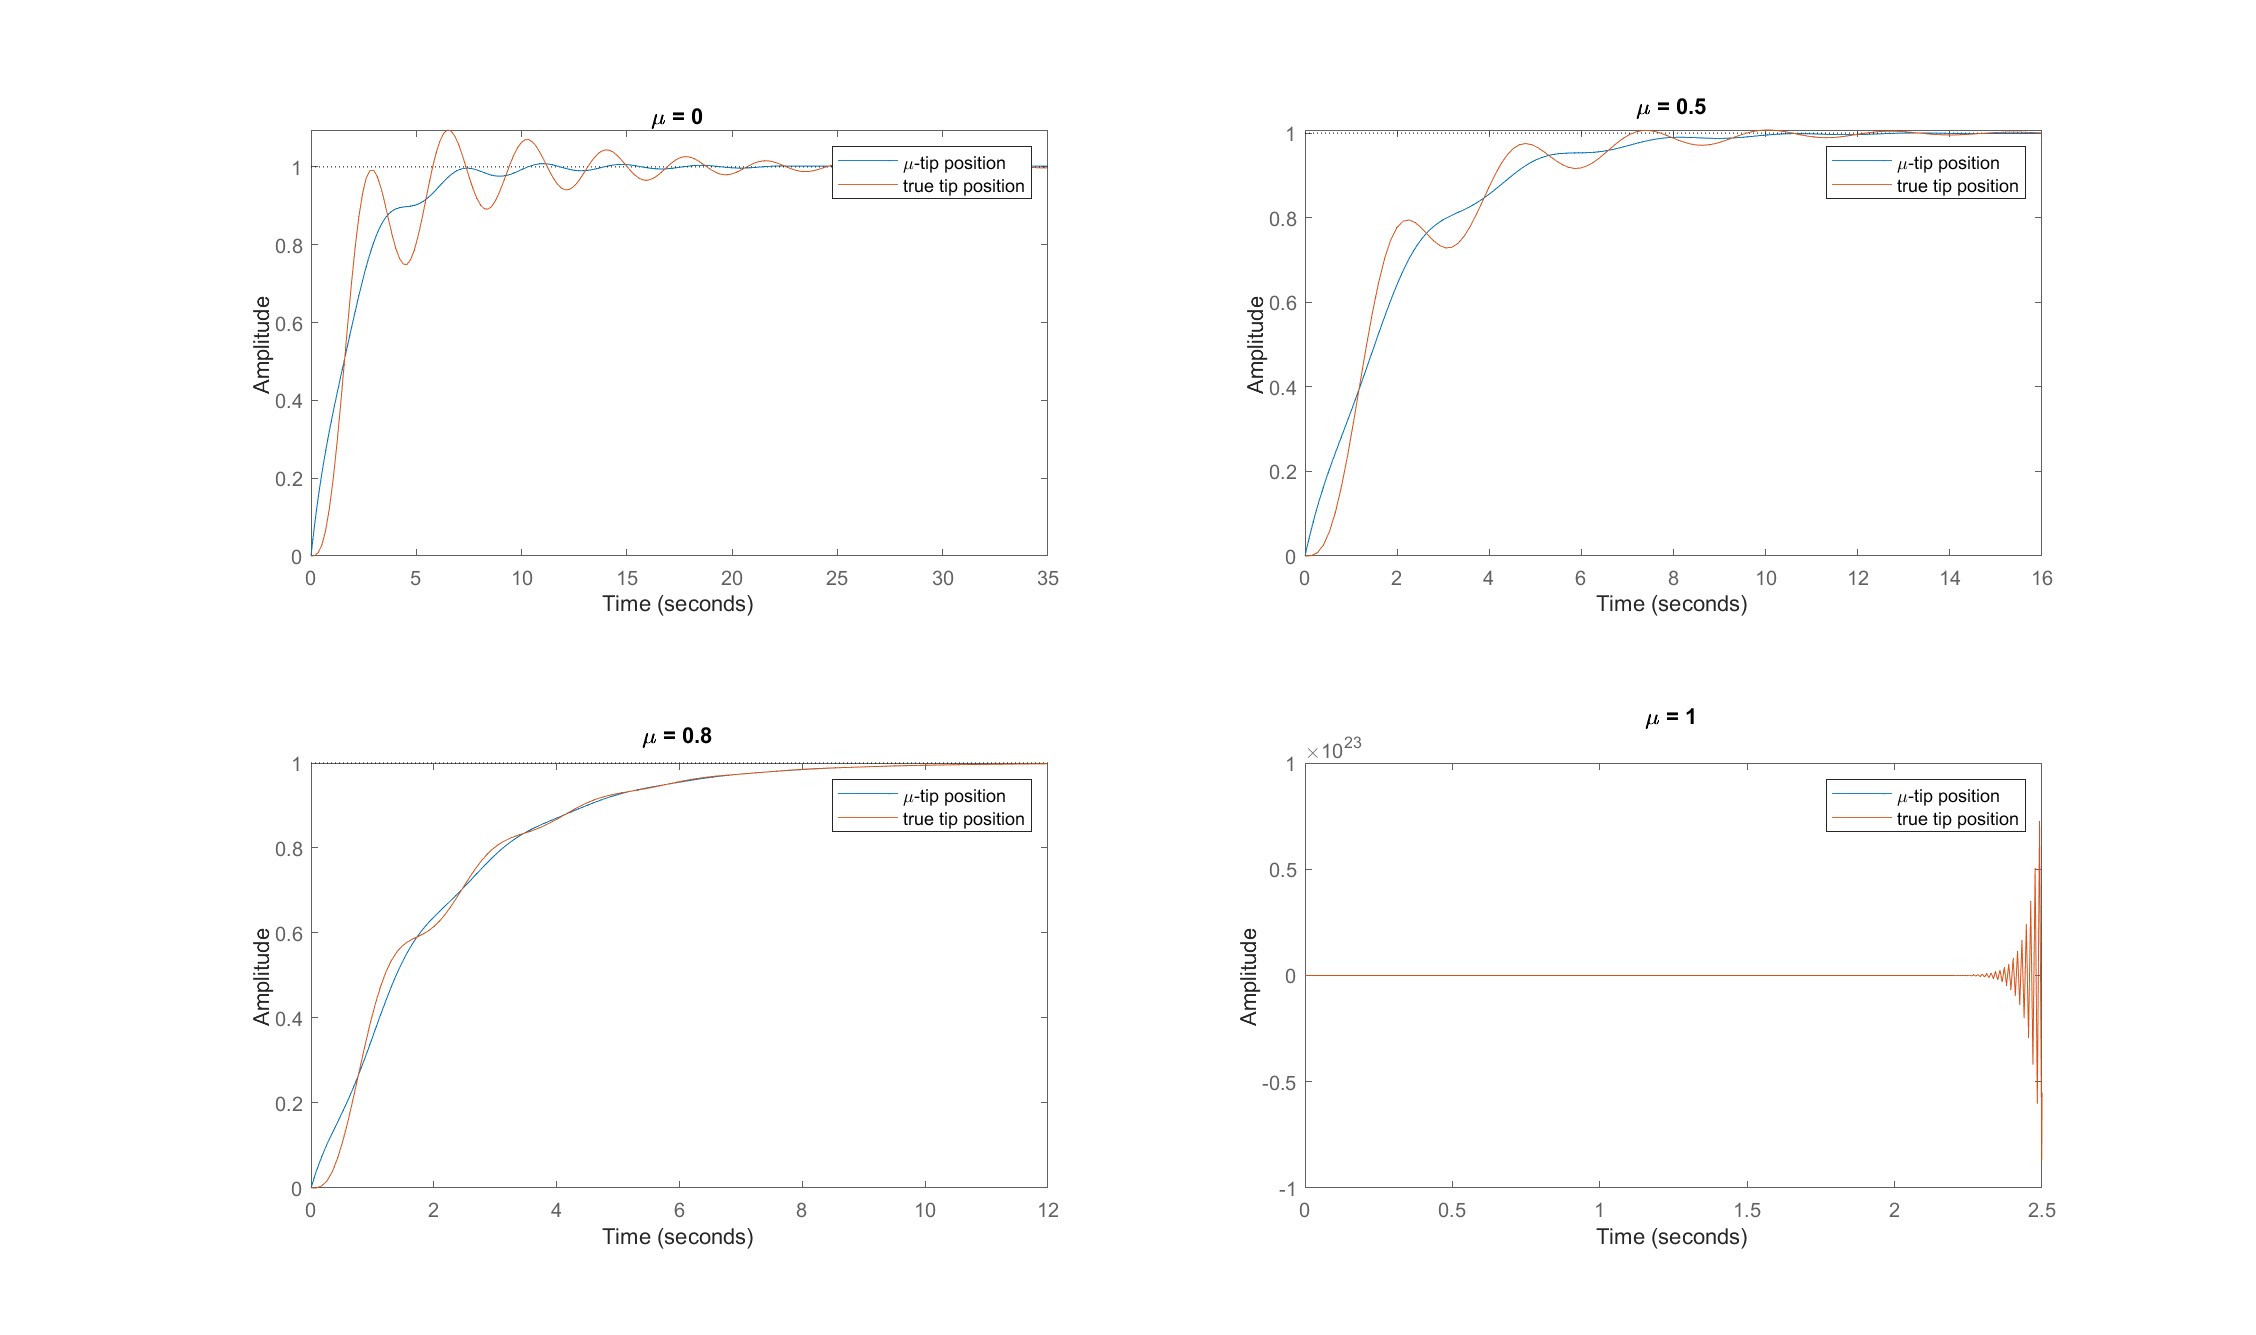 μ = 0
1
0.8
0.6
0.4
0.2
0
Amplitude
μ-tip position
true tip position
0 5 10 15 20 25 30 35
Time (seconds)
μ = 0.5
1
0.8
0.6
0.4
0.2
0
Amplitude
μ-tip position
true tip position
0 2 4 6 8 10 12 14 16
Time (seconds)
μ = 0.8
1
0.8
0.6
0.4
0.2
0
Amplitude
μ-tip position
true tip position
0 2 4 6 8 10 12
Time (seconds)
μ = 1
×10²³
1
0.5
0
-0.5
-1
Amplitude
μ-tip position
true tip position
0 0.5 1 1.5 2 2.5
Time (seconds)